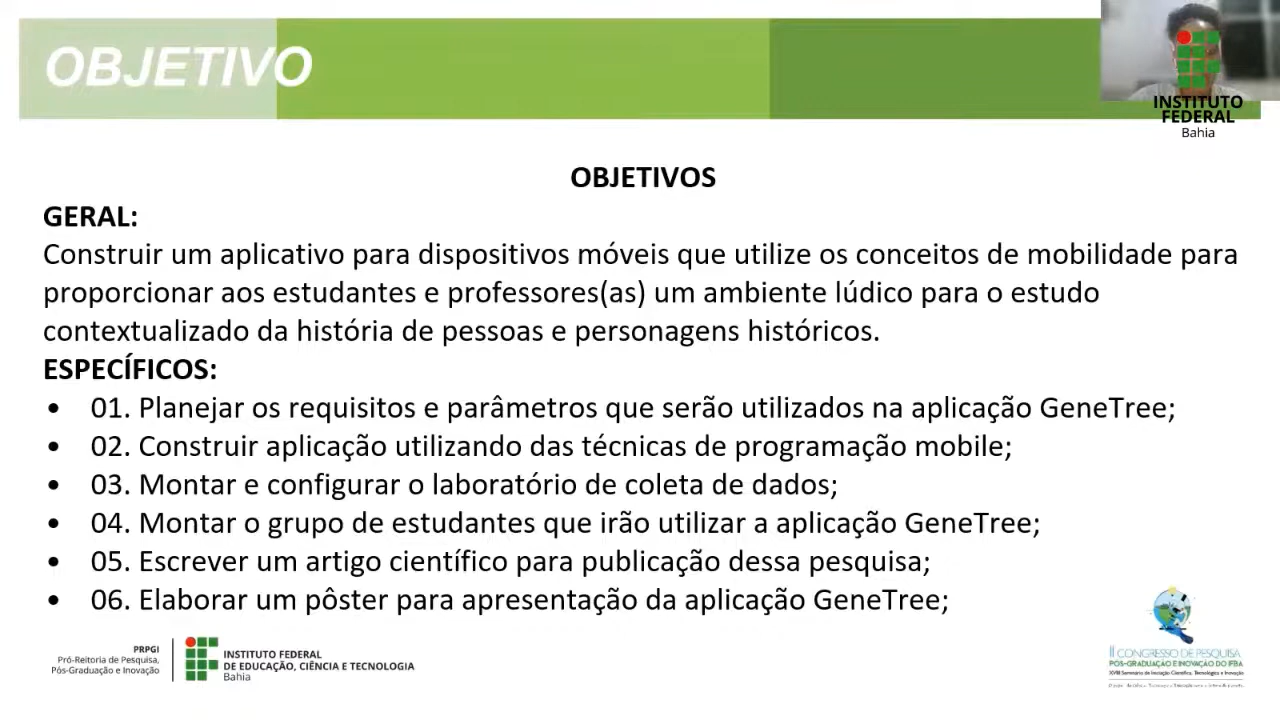 OBJETIVO
INSTITUTO
FEDERAL
Bahia
OBJETIVOS
GERAL:
Construir um aplicativo para dispositivos móveis que utilize os conceitos de mobilidade para
proporcionar aos estudantes e professores(as) um ambiente lúdico para o estudo
contextualizado da história de pessoas e personagens históricos.
ESPECÍFICOS:
• 01. Planejar os requisitos e parâmetros que serão utilizados na aplicação GeneTree;
• 02. Construir aplicação utilizando das técnicas de programação mobile;
• 03. Montar e configurar o laboratório de coleta de dados;
• 04. Montar o grupo de estudantes que irão utilizar a aplicação GeneTree;
• 05. Escrever um artigo científico para publicação dessa pesquisa;
• 06. Elaborar um pôster para apresentação da aplicação GeneTree;
PRPGI
Pró-Reitoria de Pesquisa,
Pós-Graduação e Inovação
INSTITUTO FEDERAL
DE EDUCAÇÃO, CIÊNCIA E TECNOLOGIA
Bahia
II CONGRESSO DE PESQUISA
PÓS-GRADUAÇÃO E INOVAÇÃO DO IFBA